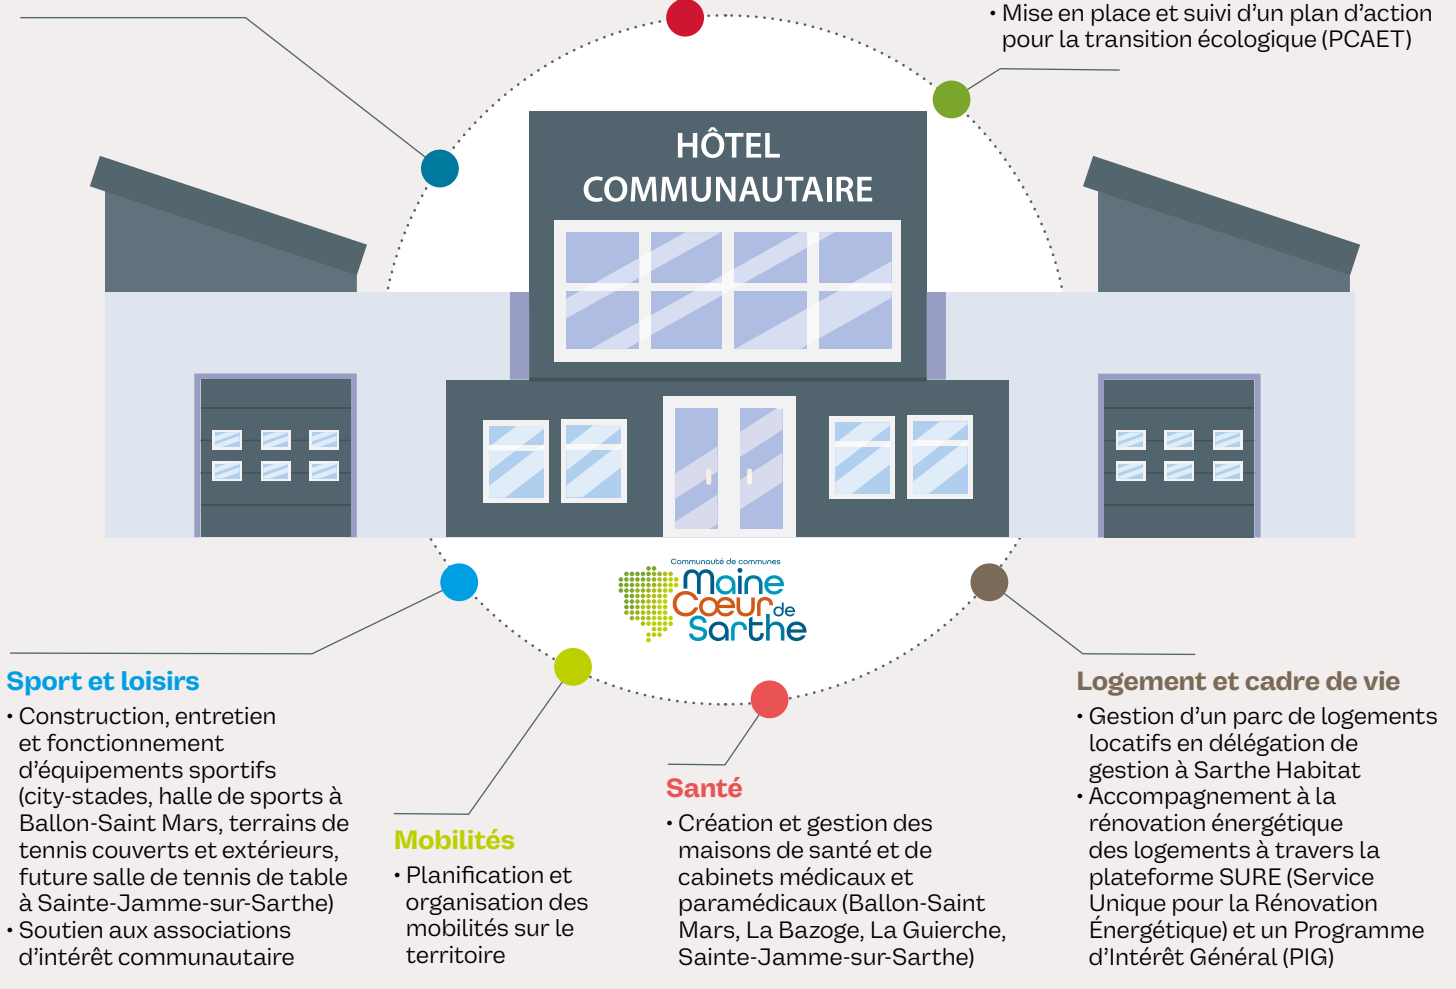 • Mise en place et suivi d’un plan d’action
pour la transition écologique (PCAET)
HÔTEL
COMMUNAUTAIRE
Communauté de communes
Maine
Cœur de
Sarthe
Sport et loisirs
• Construction, entretien
et fonctionnement
d’équipements sportifs
(city-stades, halle de sports à
Ballon-Saint Mars, terrains de
tennis couverts et extérieurs,
future salle de tennis de table
à Sainte-Jamme-sur-Sarthe)
• Soutien aux associations
d’intérêt communautaire
Mobilités
• Planification et
organisation des
mobilités sur le
territoire
Santé
• Création et gestion des
maisons de santé et de
cabinets médicaux et
paramédicaux (Ballon-Saint
Mars, La Bazoge, La Guierche,
Sainte-Jamme-sur-Sarthe)
Logement et cadre de vie
• Gestion d’un parc de logements
locatifs en délégation de
gestion à Sarthe Habitat
• Accompagnement à la
rénovation énergétique
des logements à travers la
plateforme SURE (Service
Unique pour la Rénovation
Énergétique) et un Programme
d’Intérêt Général (PIG)